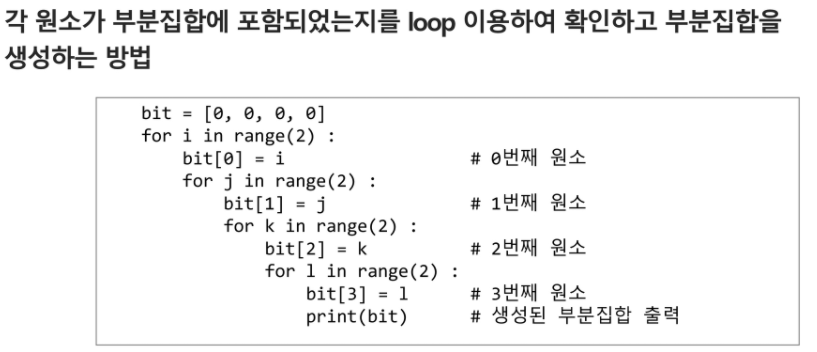 각 원소가 부분집합에 포함되었는지를 loop 이용하여 확인하고 부분집합을
생성하는 방법
bit = [0, 0, 0, 0]
for i in range(2) :
    bit[0] = i                  # 0번째 원소
    for j in range(2) :
        bit[1] = j              # 1번째 원소
        for k in range(2) :
            bit[2] = k          # 2번째 원소
            for l in range(2) :
                bit[3] = l      # 3번째 원소
                print(bit)      # 생성된 부분집합 출력